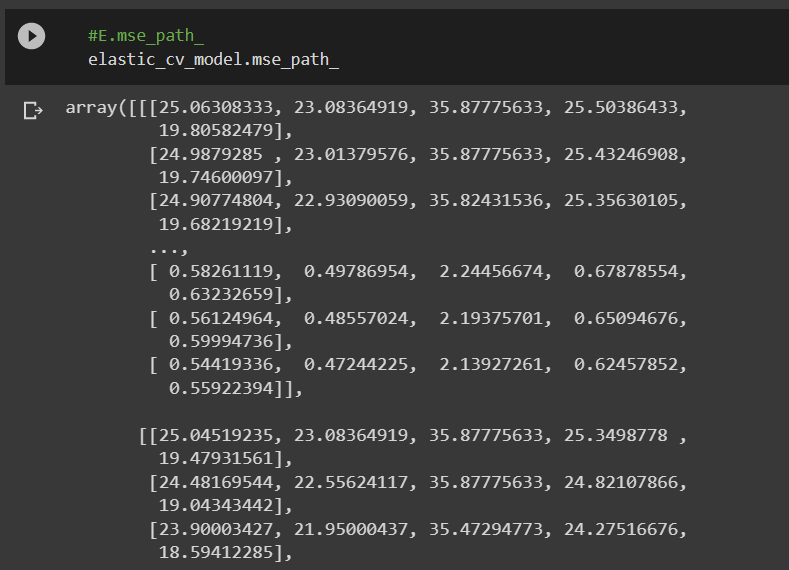 #E.mse_path_
elastic_cv_model.mse_path_
array([[[25.06308333, 23.08364919, 35.87775633, 25.50386433,
19.80582479],
[24.9879285 , 23.01379576, 35.87775633, 25.43246908,
19.74600097],
[24.90774804, 22.93090059, 35.82431536, 25.35630105,
19.68219219],
...,
[ 0.58261119,  0.49786954,  2.24456674,  0.67878554,
0.63232659],
[ 0.56124964,  0.48557024,  2.19375701,  0.65094676,
0.59994736],
[ 0.54419336,  0.47244225,  2.13927261,  0.62457852,
0.55922394]],
[[25.04519235, 23.08364919, 35.87775633, 25.3498778 ,
19.47931561],
[24.48169544, 22.55624117, 35.87775633, 24.82107866,
19.04343442],
[23.90003427, 21.95000437, 35.47294773, 24.27516676,
18.59412285],